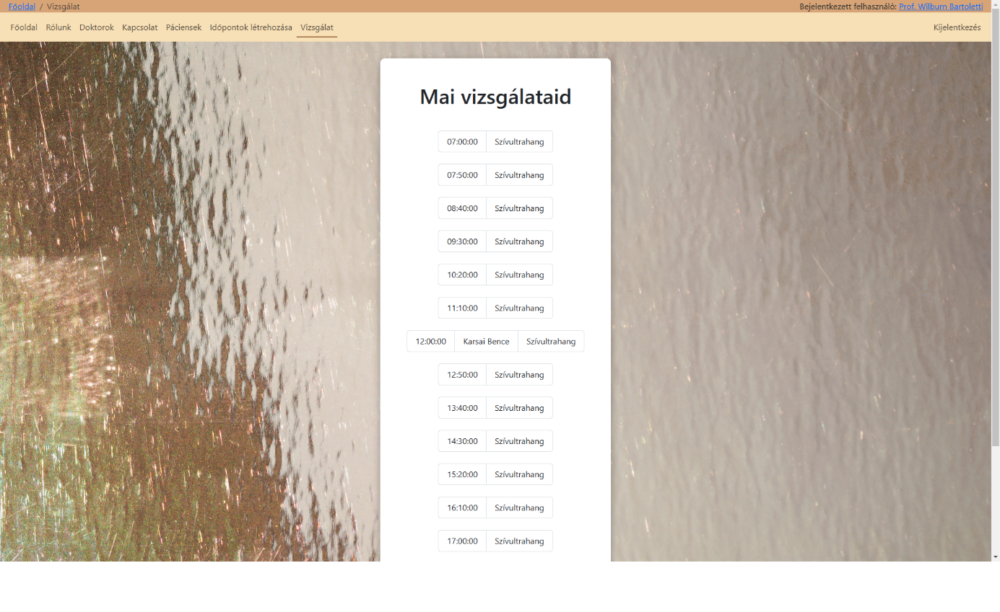 Főoldal / Vizsgálat
Bejelentkezett felhasználó: Prof. Wilburn Bartoletti
Főoldal Rólunk Doktorok Kapcsolat Páciensek Időpontok létrehozása Vizsgálat
Kijelentkezés
Mai vizsgálataid
07:00:00 Szívultrahang
07:50:00 Szívultrahang
08:40:00 Szívultrahang
09:30:00 Szívultrahang
10:20:00 Szívultrahang
11:10:00 Szívultrahang
12:00:00 Karsai Bence Szívultrahang
12:50:00 Szívultrahang
13:40:00 Szívultrahang
14:30:00 Szívultrahang
15:20:00 Szívultrahang
16:10:00 Szívultrahang
17:00:00 Szívultrahang